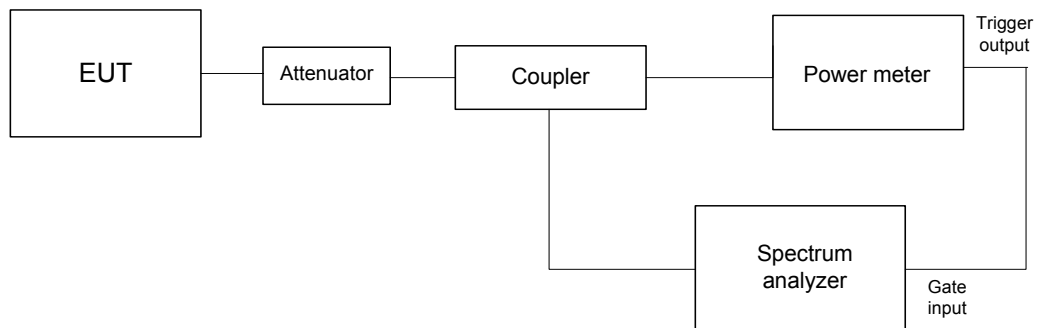 EUT
Attenuator
Coupler
Power meter
Trigger
output
Spectrum
analyzer
Gate
input